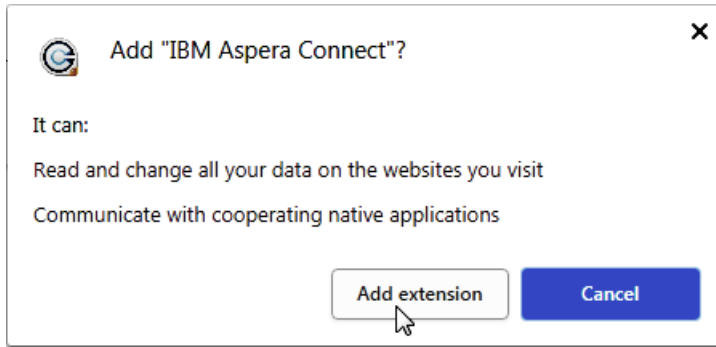 Add "IBM Aspera Connect"?
It can:
Read and change all your data on the websites you visit
Communicate with cooperating native applications
Add extension
Cancel